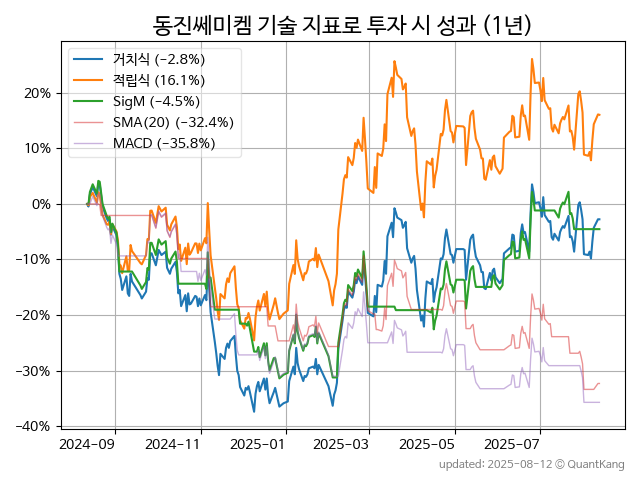 동진쎄미켐 기술 지표로 투자 시 성과 (1년)
거치식 (−2.8%)
적립식 (16.1%)
SigM (−4.5%)
SMA(20) (−32.4%)
MACD (−35.8%)
20%
10%
0%
−10%
−20%
−30%
−40%
2024−09 2024−11 2025−01 2025−03 2025−05 2025−07
updated: 2025−08−12 © QuantKang